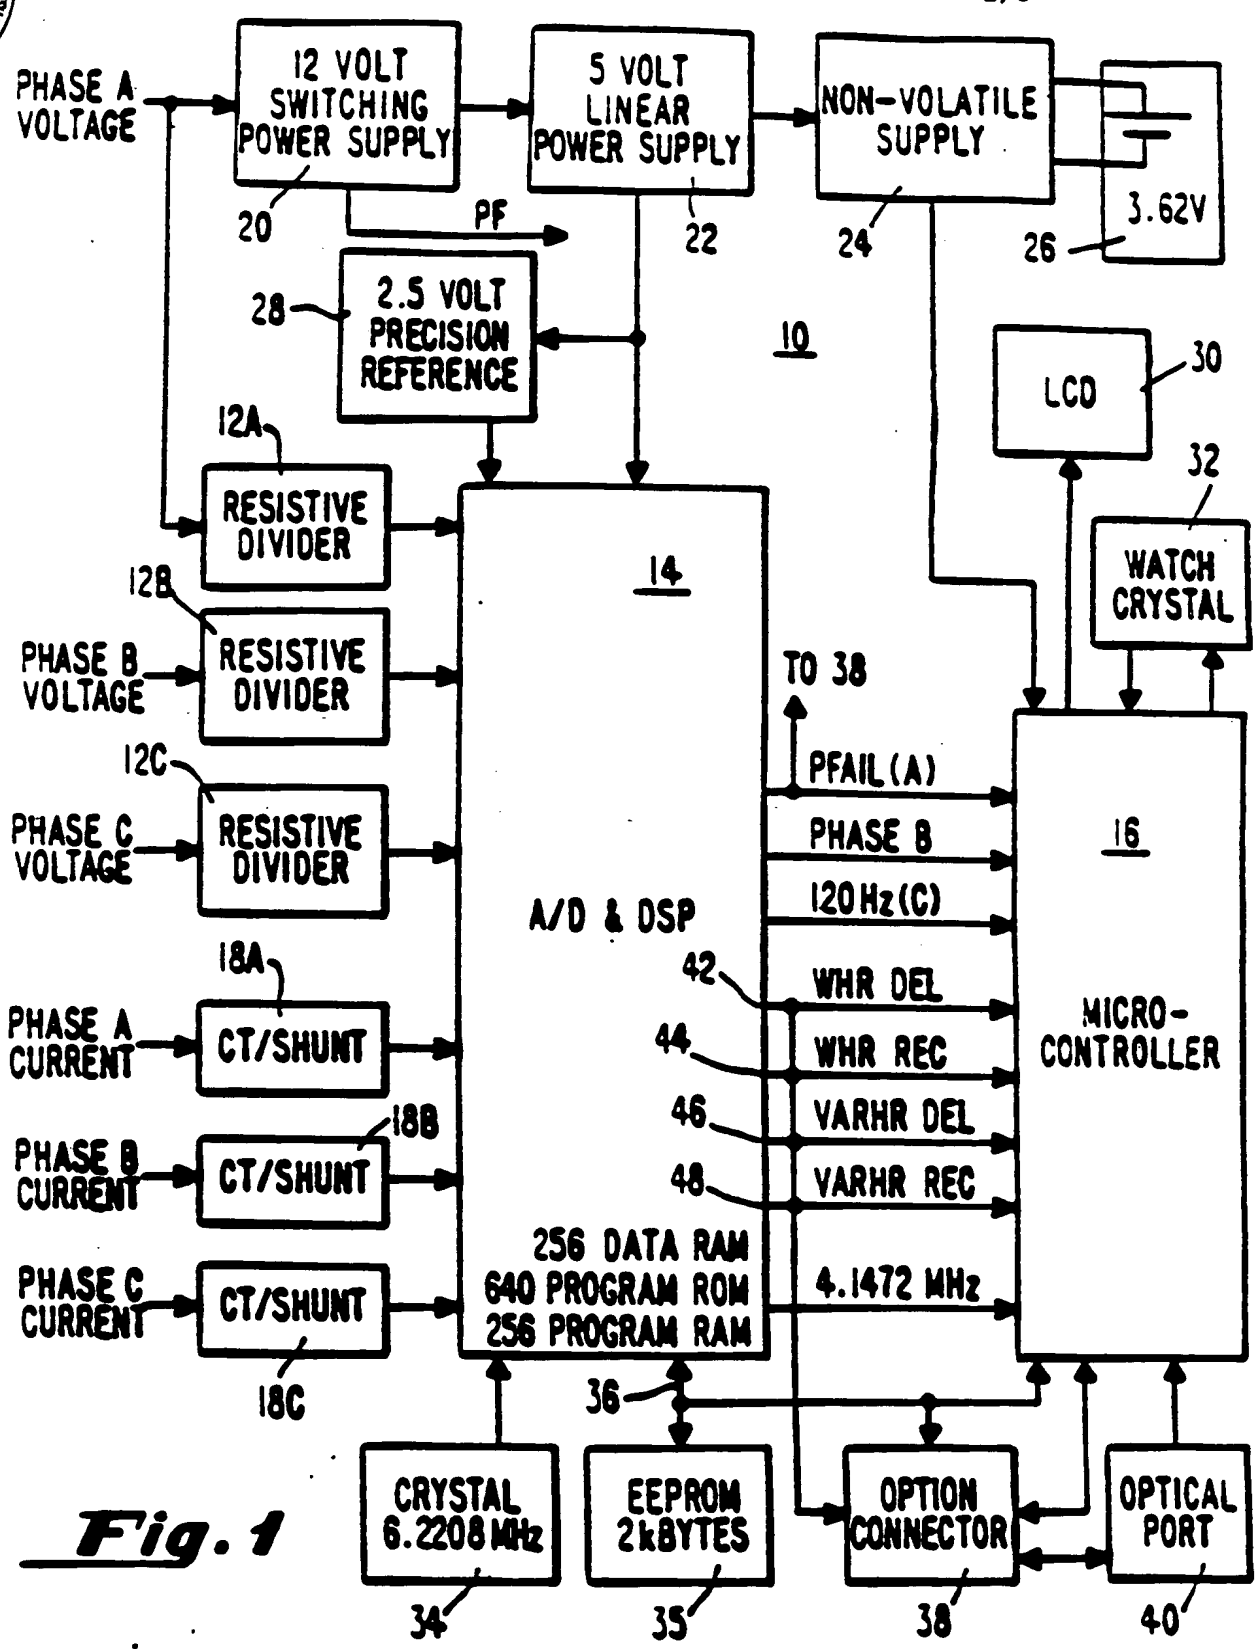 PHASE A
VOLTAGE
12 VOLT
SWITCHING
POWER SUPPLY
20
PF
5 VOLT
LINEAR
POWER SUPPLY
22
NON-VOLATILE
SUPPLY
24
3.62V
26
28
2.5 VOLT
PRECISION
REFERENCE
10
LCD
30
32
WATCH
CRYSTAL
12A
RESISTIVE
DIVIDER
12B
PHASE B
VOLTAGE
RESISTIVE
DIVIDER
12C
PHASE C
VOLTAGE
RESISTIVE
DIVIDER
18A
PHASE A
CURRENT
CT/SHUNT
18B
PHASE B
CURRENT
CT/SHUNT
PHASE C
CURRENT
CT/SHUNT
18C
14
A/D & DSP
256 DATA RAM
640 PROGRAM ROM
256 PROGRAM RAM
TO 38
PFAIL(A)
PHASE B
120Hz(C)
42
WHR DEL
44
WHR REC
46
VARHR DEL
48
VARHR REC
4.1472 MHz
16
MICRO-
CONTROLLER
36
CRYSTAL
6.2208MHz
34
EEPROM
2kBYTES
35
OPTION
CONNECTOR
38
OPTICAL
PORT
40
Fig. 1